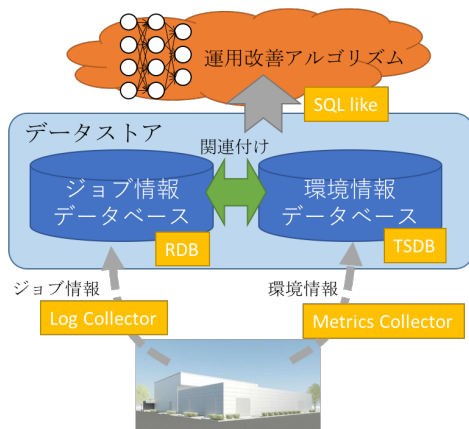 運用改善アルゴリズム
SQL like
データストア
関連付け
ジョブ情報
データベース
RDB
環境情報
データベース
TSDB
ジョブ情報
環境情報
Log Collector
Metrics Collector